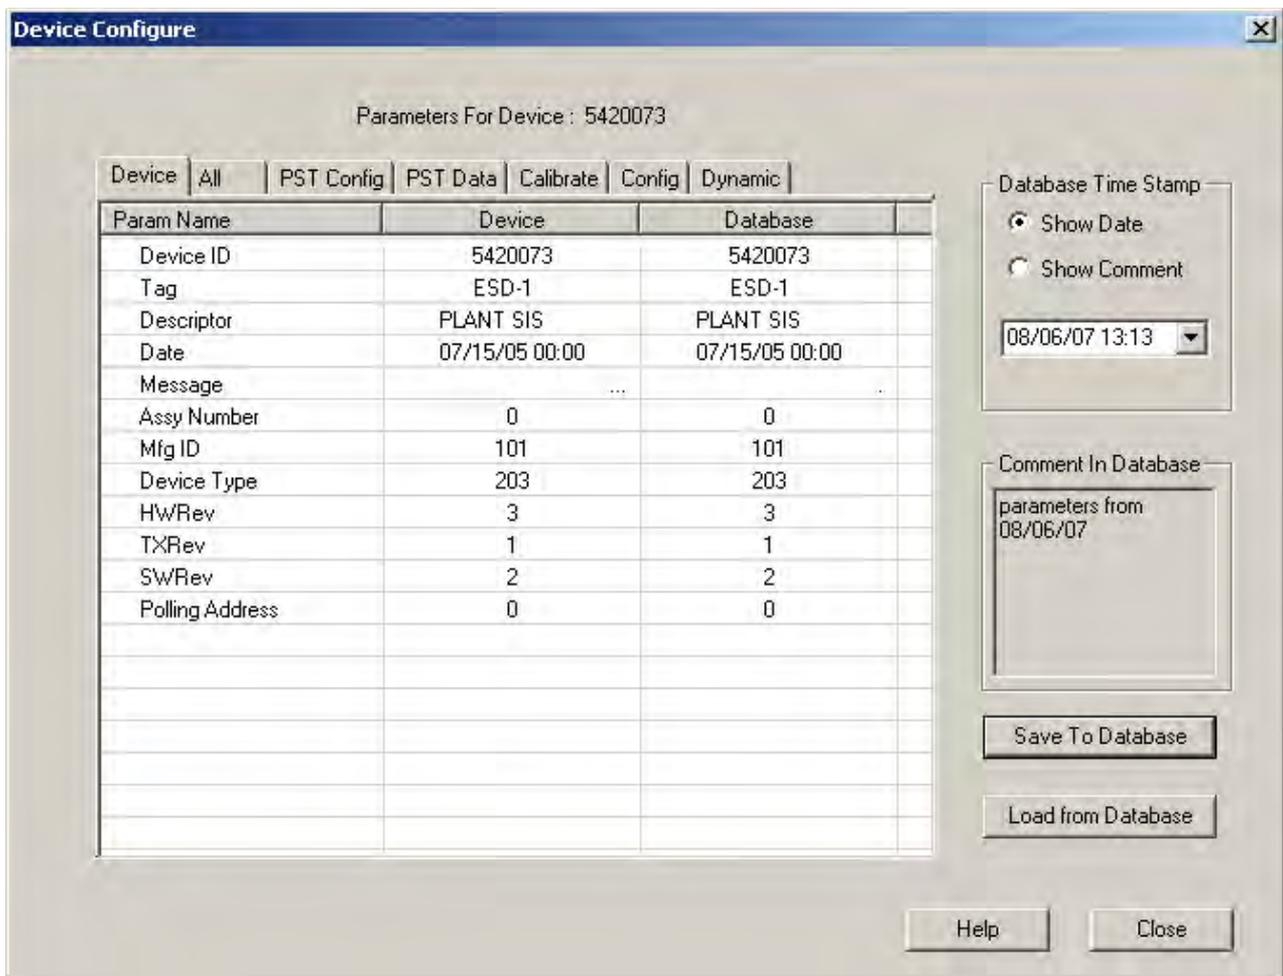 Device Configure
Parameters For Device : 5420073
Device All PST Config PST Data Calibrate Config Dynamic
Param Name Device Database
Device ID 5420073 5420073
Tag ESD-1 ESD-1
Descriptor PLANT SIS PLANT SIS
Date 07/15/05 00:00 07/15/05 00:00
Message ... .
Assy Number 0 0
Mfg ID 101 101
Device Type 203 203
HWRev 3 3
TXRev 1 1
SWRev 2 2
Polling Address 0 0
Database Time Stamp
Show Date
Show Comment
08/06/07 13:13
Comment In Database
parameters from
08/06/07
Save To Database
Load from Database
Help Close